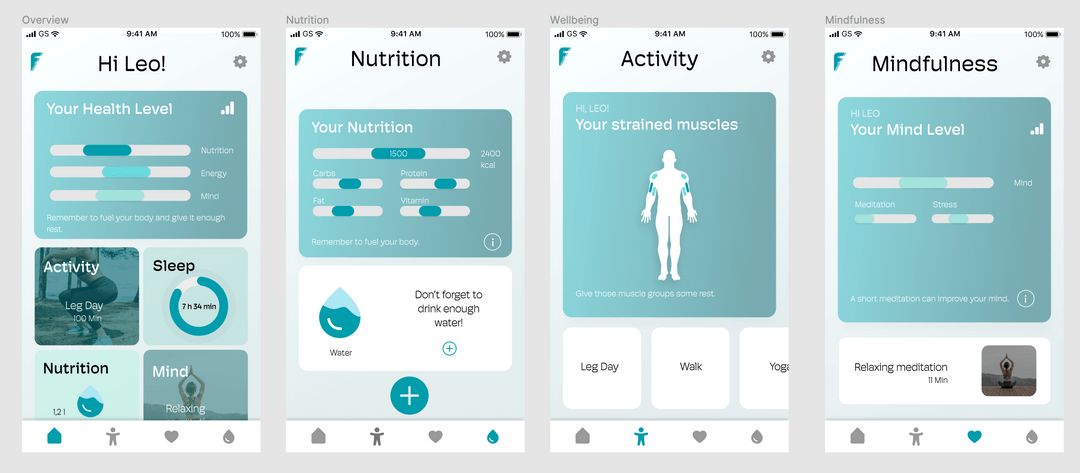 Overview
GS
9:41 AM
100%
Hi Leo!
Your Health Level
Nutrition
Energy
Mind
Remember to fuel your body and give it enough
rest.
Activity
Leg Day
100 Min
Sleep
7 h 34 min
Nutrition
1,2 l
Mind
Relaxing
Nutrition
GS
9:41 AM
100%
Nutrition
Your Nutrition
1500
2400
kcal
Carbs
Protein
Fat
Vitamin
Remember to fuel your body.
Water
Don't forget to
drink enough
water!
Wellbeing
GS
9:41 AM
100%
Activity
HI, LEO!
Your strained muscles
Give those muscle groups some rest.
Leg Day
Walk
Yoga
Mindfulness
GS
9:41 AM
100%
Mindfulness
HI LEO
Your Mind Level
Mind
Meditation
Stress
A short meditation can improve your mind.
Relaxing meditation
11 Min